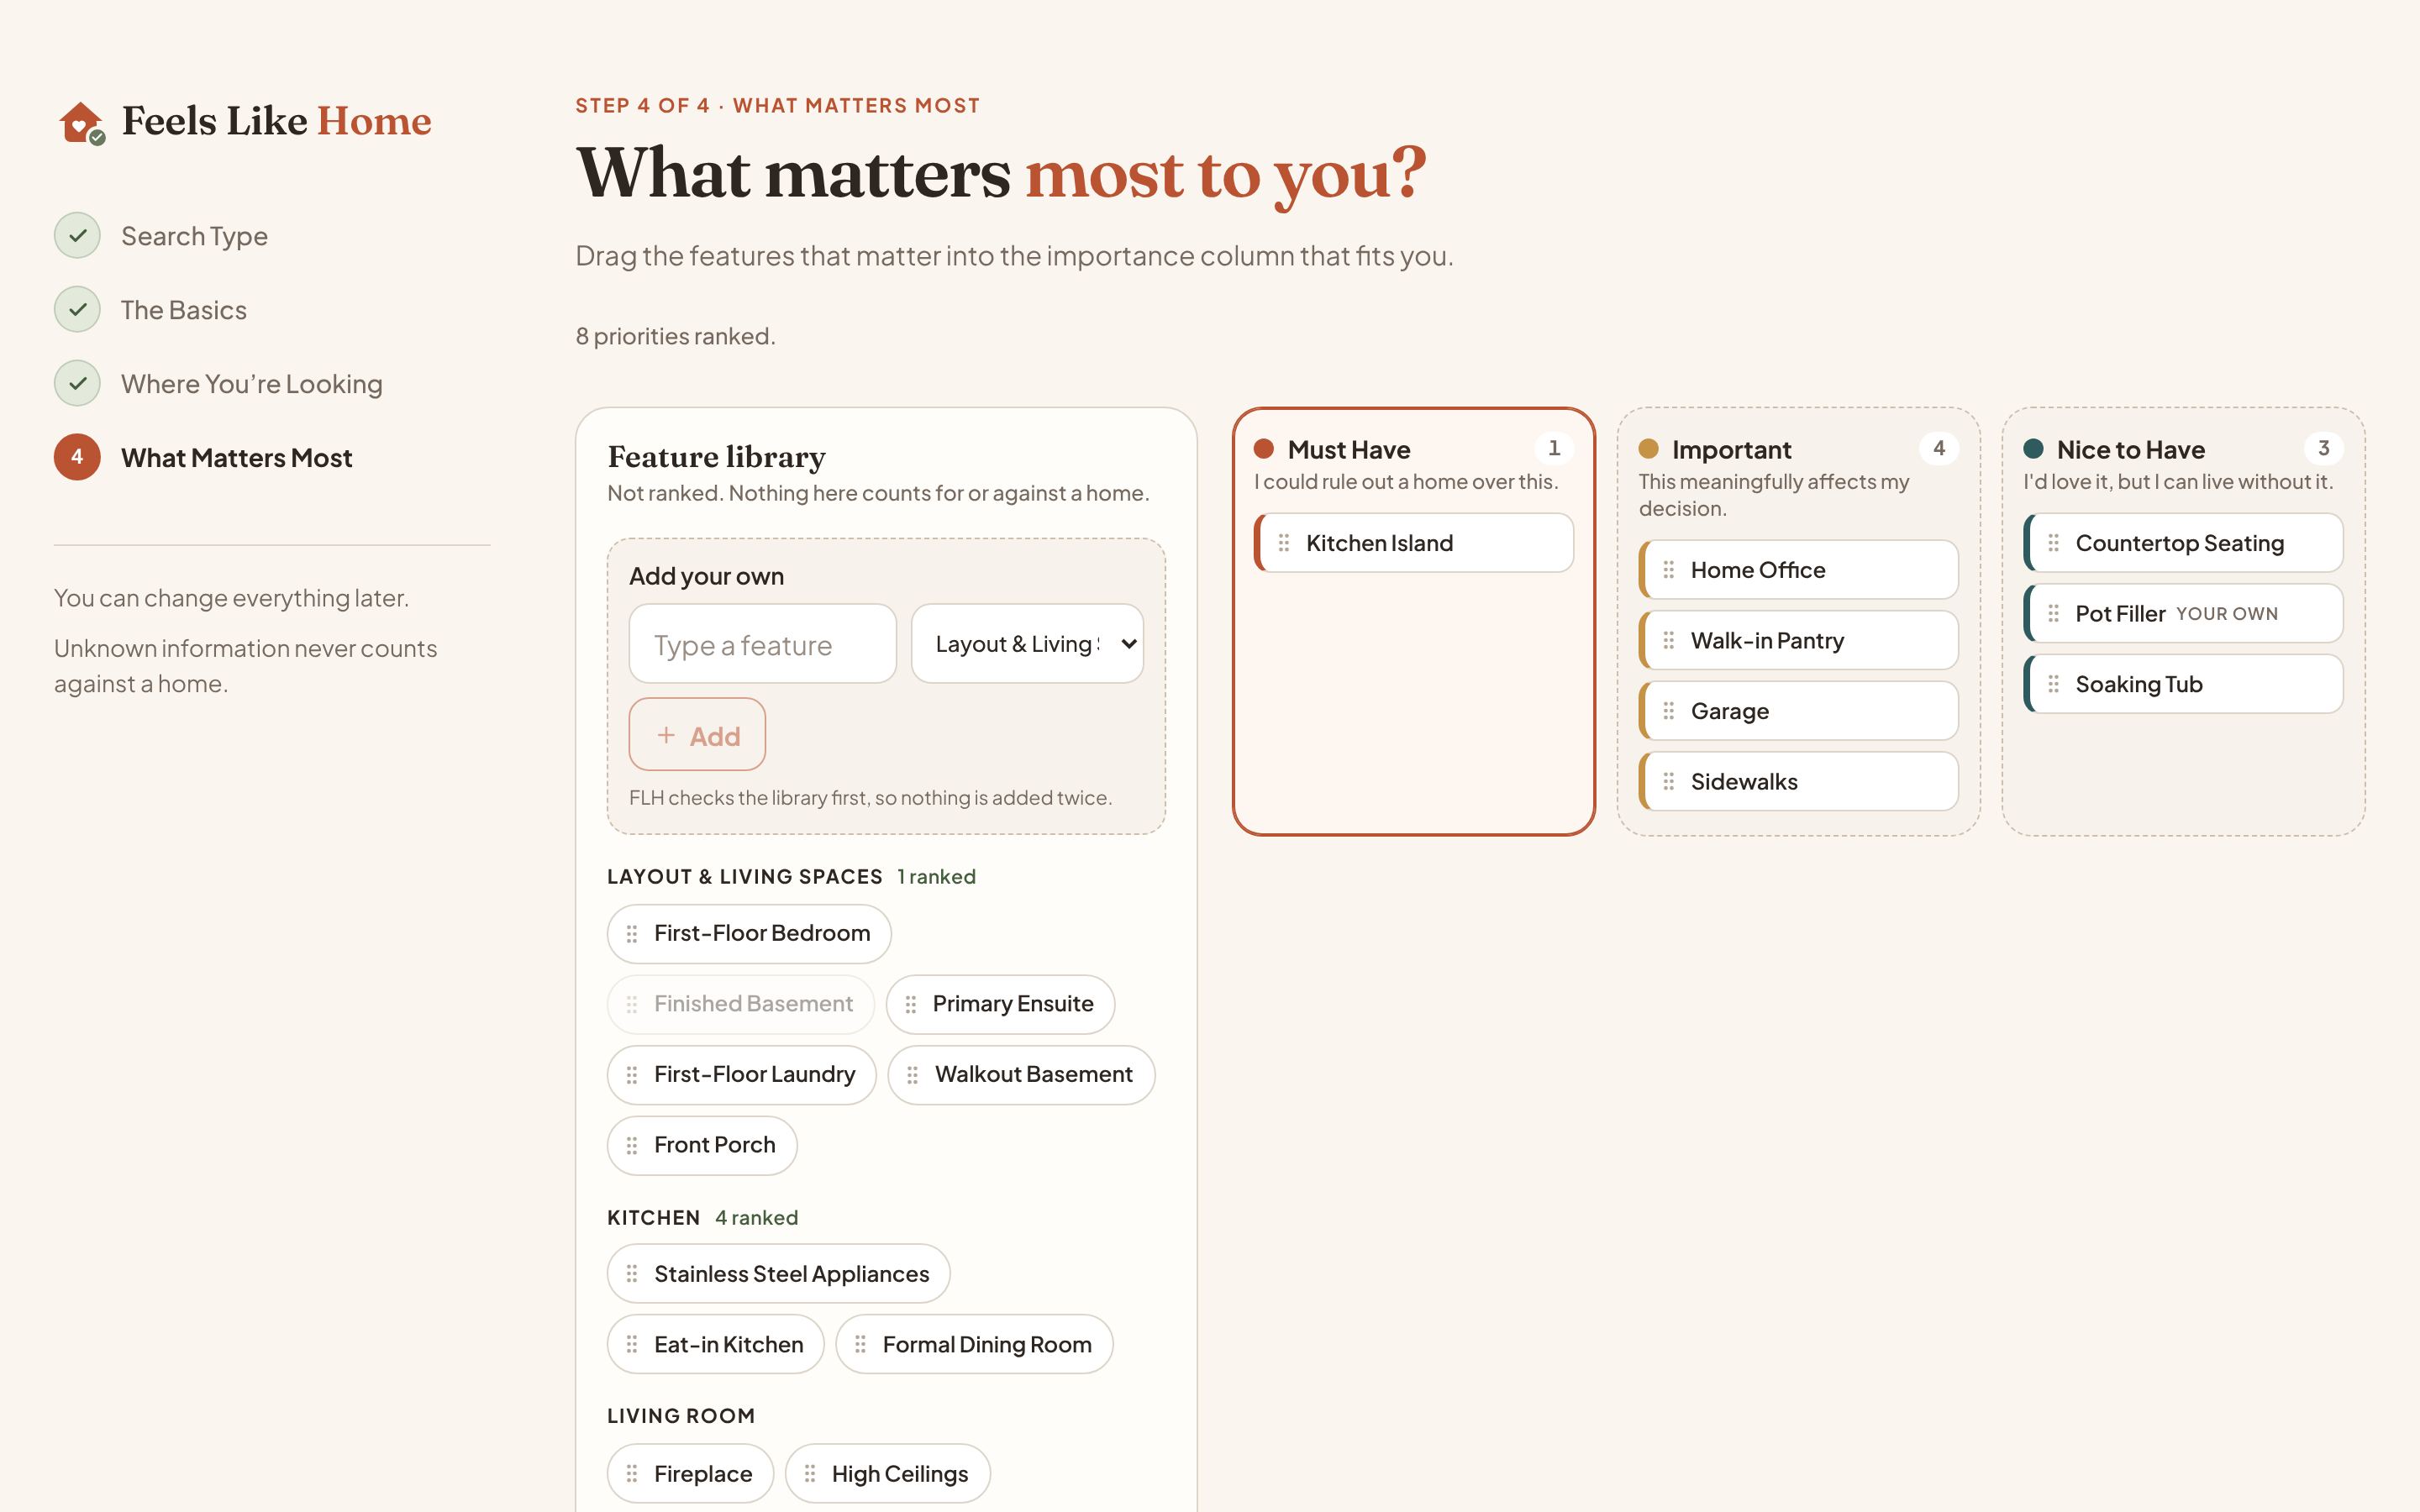 Feels Like Home
Search Type
The Basics
Where You’re Looking
4 What Matters Most
You can change everything later.
Unknown information never counts
against a home.
STEP 4 OF 4 · WHAT MATTERS MOST
What matters most to you?
Drag the features that matter into the importance column that fits you.
8 priorities ranked.
Feature library
Not ranked. Nothing here counts for or against a home.
Add your own
Type a feature
Layout & Living
+ Add
FLH checks the library first, so nothing is added twice.
LAYOUT & LIVING SPACES 1 ranked
First-Floor Bedroom
Finished Basement
Primary Ensuite
First-Floor Laundry
Walkout Basement
Front Porch
KITCHEN 4 ranked
Stainless Steel Appliances
Eat-in Kitchen
Formal Dining Room
LIVING ROOM
Fireplace
High Ceilings
Must Have 1
I could rule out a home over this.
Kitchen Island
Important 4
This meaningfully affects my
decision.
Home Office
Walk-in Pantry
Garage
Sidewalks
Nice to Have 3
I'd love it, but I can live without it.
Countertop Seating
Pot Filler YOUR OWN
Soaking Tub